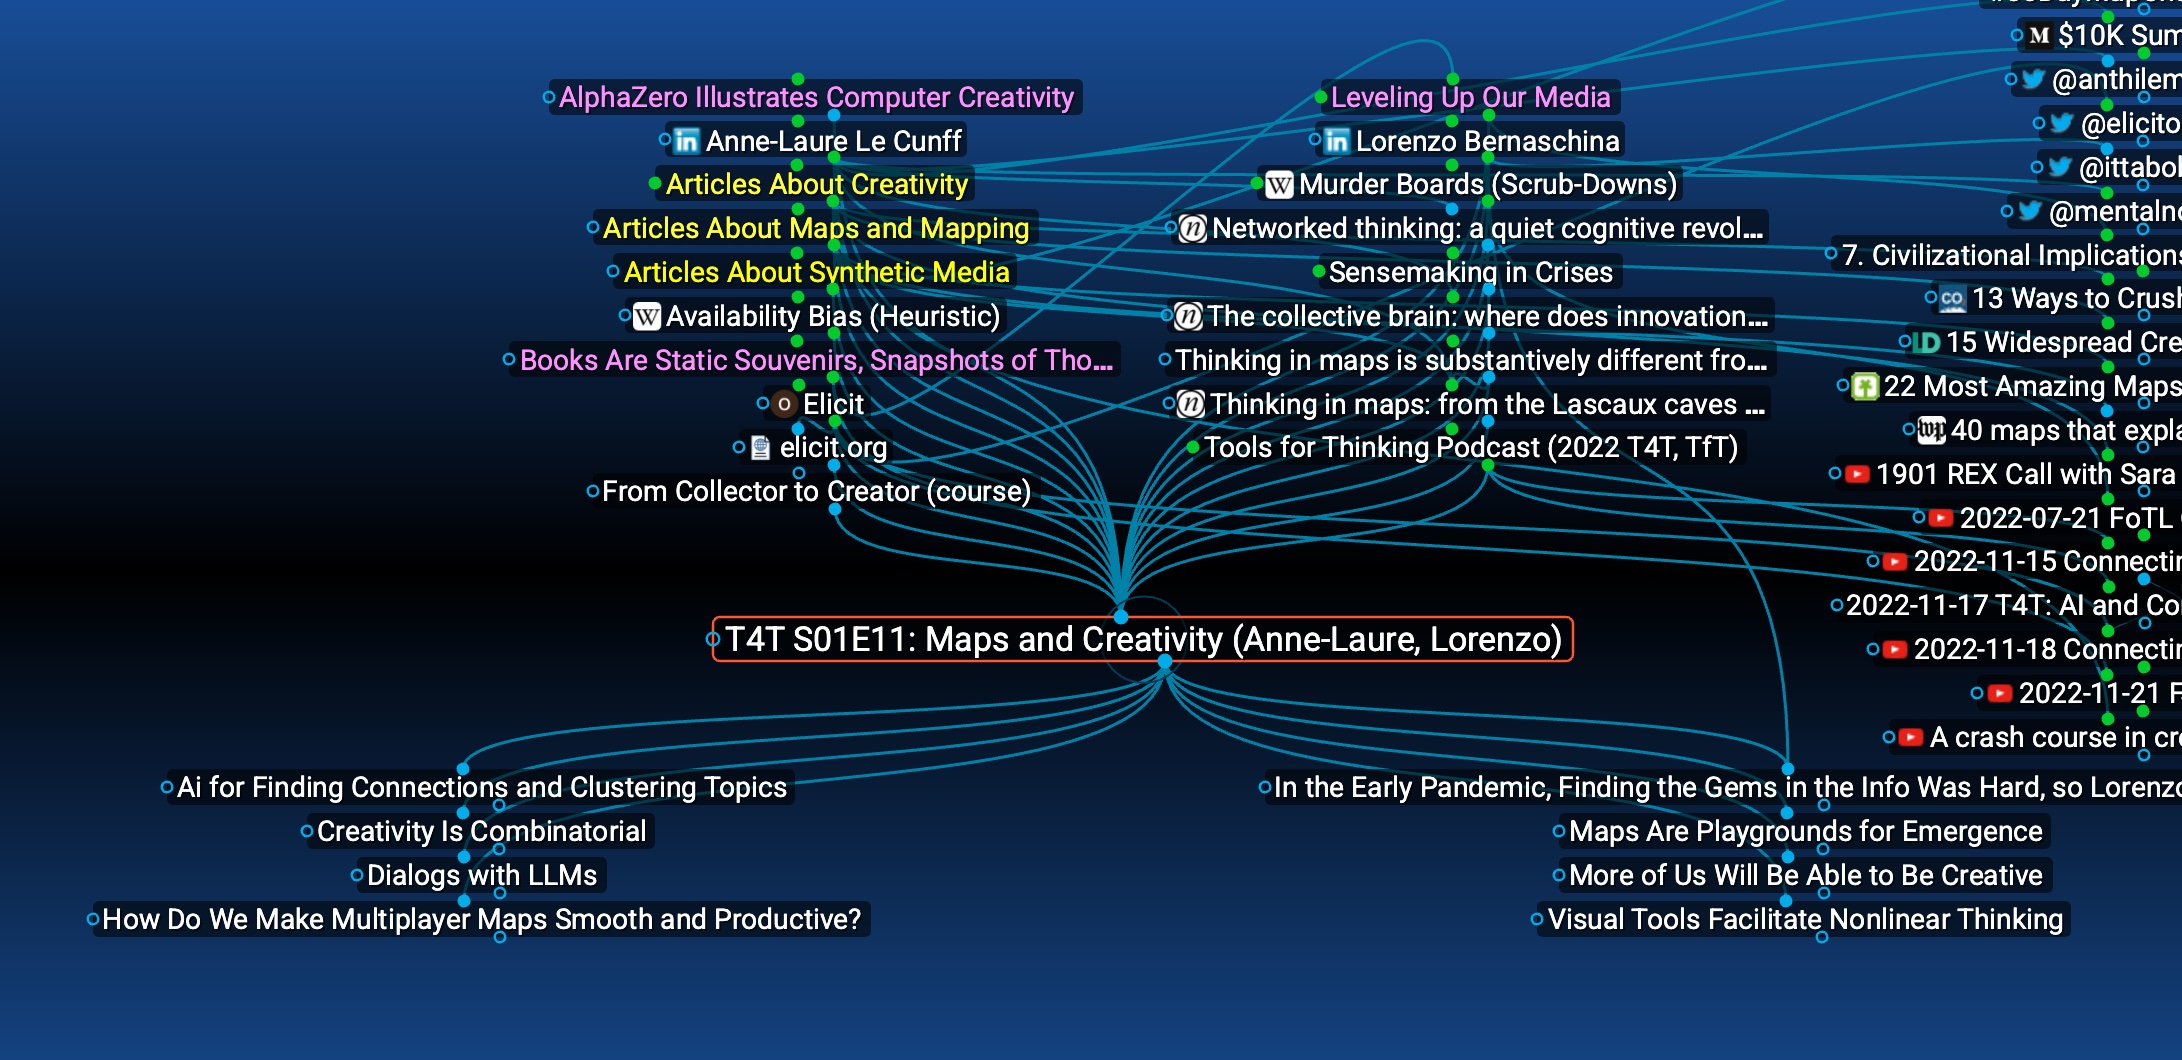 AlphaZero Illustrates Computer Creativity
Anne-Laure Le Cunff
Articles About Creativity
Articles About Maps and Mapping
Articles About Synthetic Media
Availability Bias (Heuristic)
Books Are Static Souvenirs, Snapshots of Tho...
Elicit
elicit.org
From Collector to Creator (course)
Leveling Up Our Media
Lorenzo Bernaschina
Murder Boards (Scrub-Downs)
Networked thinking: a quiet cognitive revol...
Sensemaking in Crises
The collective brain: where does innovation...
Thinking in maps is substantively different fro...
Thinking in maps: from the Lascaux caves ...
Tools for Thinking Podcast (2022 T4T, TfT)
$10K Sum
@anthilem
@elicito
@ittabol
@mentalne
7. Civilizational Implications
13 Ways to Crush
15 Widespread Cre
22 Most Amazing Maps
40 maps that expla
1901 REX Call with Sara
2022-07-21 FoTL
2022-11-15 Connectin
2022-11-17 T4T: AI and Co
2022-11-18 Connectin
2022-11-21 F
A crash course in cre
T4T S01E11: Maps and Creativity (Anne-Laure, Lorenzo)
Ai for Finding Connections and Clustering Topics
Creativity Is Combinatorial
Dialogs with LLMs
How Do We Make Multiplayer Maps Smooth and Productive?
In the Early Pandemic, Finding the Gems in the Info Was Hard, so Lorenzo
Maps Are Playgrounds for Emergence
More of Us Will Be Able to Be Creative
Visual Tools Facilitate Nonlinear Thinking